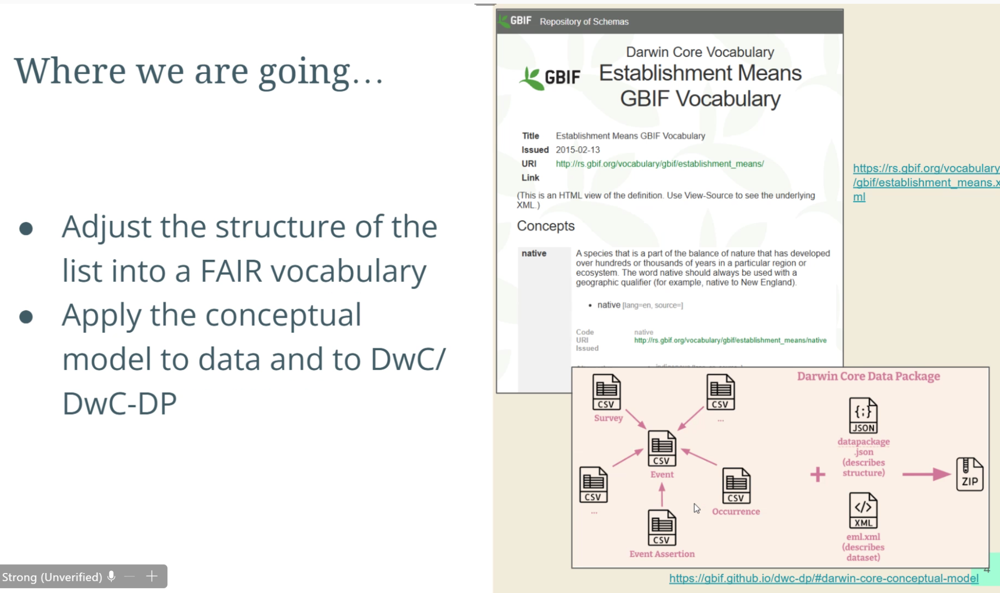 Where we are going...
● Adjust the structure of the
list into a FAIR vocabulary
● Apply the conceptual
model to data and to DwC/
DwC-DP
GBIF Repository of Schemas
GBIF
Darwin Core Vocabulary
Establishment Means
GBIF Vocabulary
Title Establishment Means GBIF Vocabulary
Issued 2015-02-13
URI http://rs.gbif.org/vocabulary/gbif/establishment_means/
Link
(This is an HTML view of the definition. Use View-Source to see the underlying
XML.)
Concepts
native A species that is a part of the balance of nature that has developed
over hundreds or thousands of years in a particular region or
ecosystem. The word native should always be used with a
geographic qualifier (for example, native to New England).
• native [lang=en, source=]
Code native
URI http://rs.gbif.org/vocabulary/gbif/establishment_means/native
Issued
https://rs.gbif.org/vocabulary
/gbif/establishment_means.x
ml
Darwin Core Data Package
CSV
Survey
CSV
...
CSV
Event
CSV
...
CSV
Occurrence
CSV
Event Assertion
+
{;}
JSON
datapackage
.json
(describes
structure)
</>
XML
eml.xml
(describes
dataset)
ZIP
4
https://gbif.github.io/dwc-dp/#darwin-core-conceptual-model
Strong (Unverified)